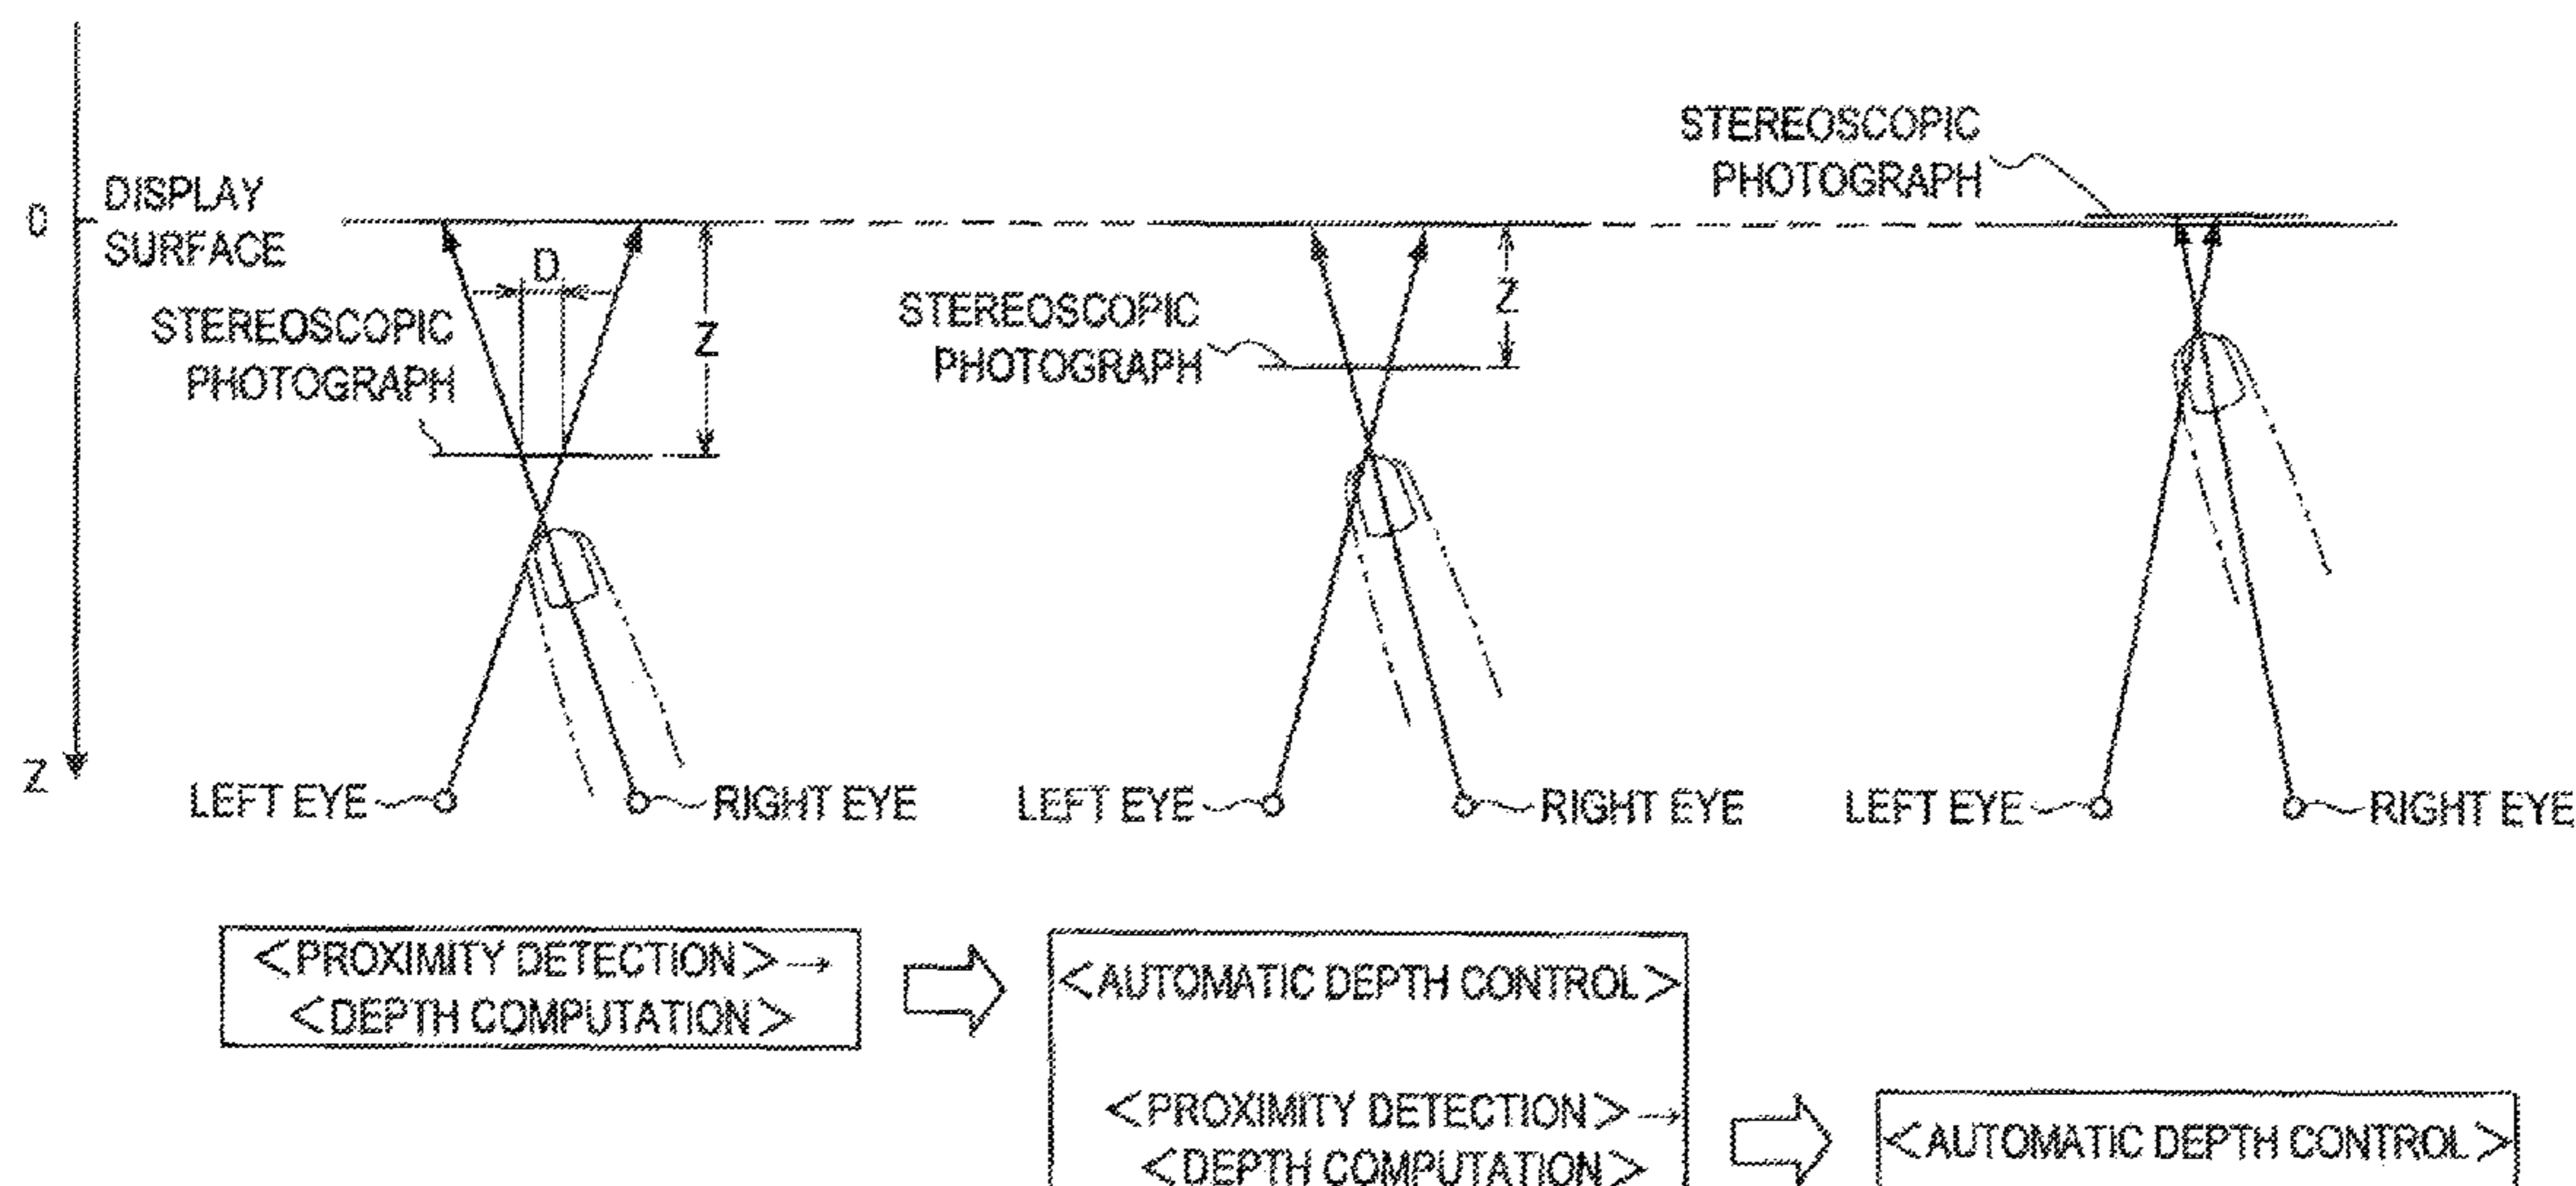 0
DISPLAY
SURFACE
Z
D
Z
STEREOSCOPIC
PHOTOGRAPH
LEFT EYE
RIGHT EYE
Z
STEREOSCOPIC
PHOTOGRAPH
LEFT EYE
RIGHT EYE
STEREOSCOPIC
PHOTOGRAPH
LEFT EYE
RIGHT EYE
<PROXIMITY DETECTION>→
<DEPTH COMPUTATION>
<AUTOMATIC DEPTH CONTROL>
<PROXIMITY DETECTION>→
<DEPTH COMPUTATION>
<AUTOMATIC DEPTH CONTROL>